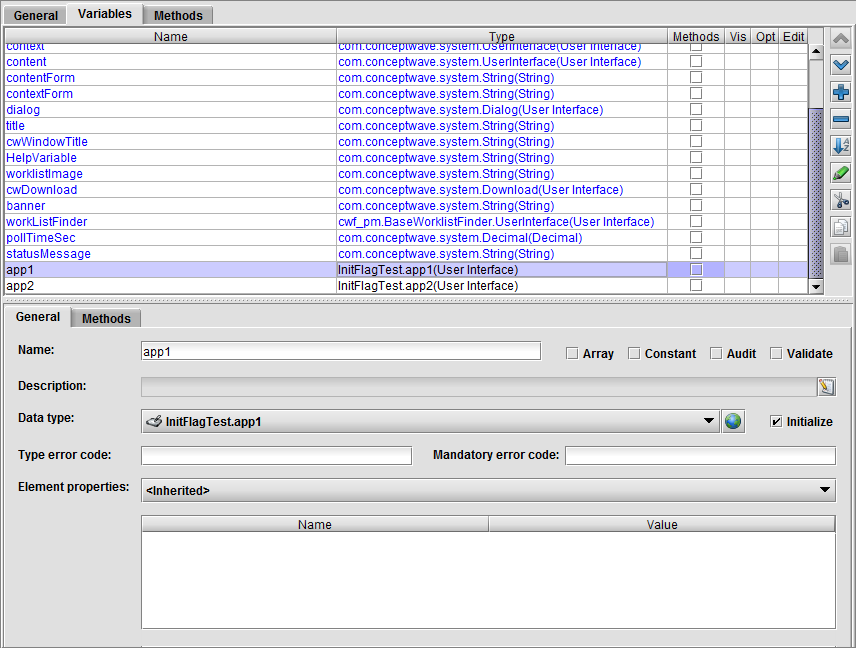 General Variables Methods
Name Type Methods Vis Opt Edit
context com.conceptwave.system.UserInterface(User Interface)
content com.conceptwave.system.UserInterface(User Interface)
contentForm com.conceptwave.system.String(String)
contextForm com.conceptwave.system.String(String)
dialog com.conceptwave.system.Dialog(User Interface)
title com.conceptwave.system.String(String)
cwWindowTitle com.conceptwave.system.String(String)
HelpVariable com.conceptwave.system.String(String)
worklistImage com.conceptwave.system.String(String)
cwDownload com.conceptwave.system.Download(User Interface)
banner com.conceptwave.system.String(String)
workListFinder cwf_pm.BaseWorklistFinder.UserInterface(User Interface)
pollTimeSec com.conceptwave.system.Decimal(Decimal)
statusMessage com.conceptwave.system.String(String)
app1 InitFlagTest.app1(User Interface)
app2 InitFlagTest.app2(User Interface)
General Methods
Name: app1 Array Constant Audit Validate
Description:
Data type: InitFlagTest.app1 Initialize
Type error code: Mandatory error code:
Element properties: <Inherited>
Name Value